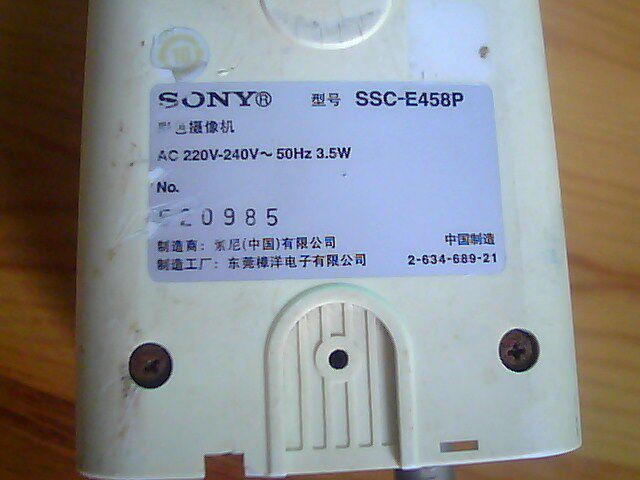 SONY® 型号 SSC-E458P
彩色摄像机
AC 220V-240V~ 50Hz 3.5W
No.
20985
制造商: 索尼(中国)有限公司 中国制造
制造工厂: 东莞樟洋电子有限公司 2-634-689-21